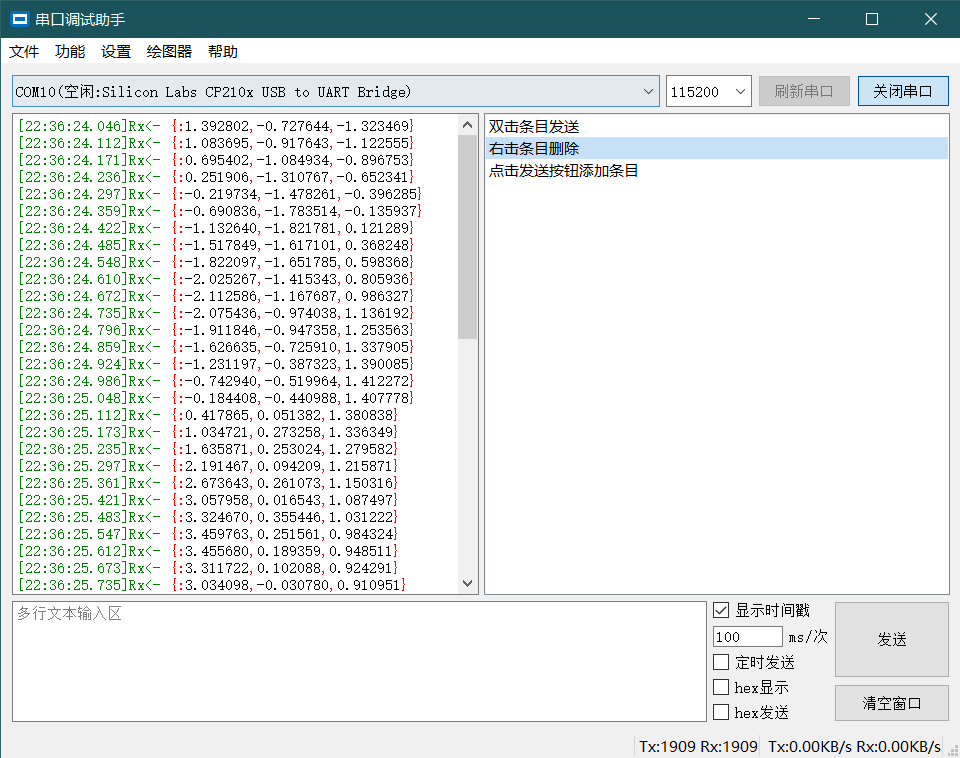 串口调试助手
文件 功能 设置 绘图器 帮助
COM10(空闲:Silicon Labs CP210x USB to UART Bridge) 115200 刷新串口 关闭串口
[22:36:24.046]Rx<- {:1.392802,-0.727644,-1.323469}
[22:36:24.112]Rx<- {:1.083695,-0.917643,-1.122555}
[22:36:24.171]Rx<- {:0.695402,-1.084934,-0.896753}
[22:36:24.236]Rx<- {:0.251906,-1.310767,-0.652341}
[22:36:24.297]Rx<- {:-0.219734,-1.478261,-0.396285}
[22:36:24.359]Rx<- {:-0.690836,-1.783514,-0.135937}
[22:36:24.422]Rx<- {:-1.132640,-1.821781,0.121289}
[22:36:24.485]Rx<- {:-1.517849,-1.617101,0.368248}
[22:36:24.548]Rx<- {:-1.822097,-1.651785,0.598368}
[22:36:24.610]Rx<- {:-2.025267,-1.415343,0.805936}
[22:36:24.672]Rx<- {:-2.112586,-1.167687,0.986327}
[22:36:24.735]Rx<- {:-2.075436,-0.974038,1.136192}
[22:36:24.796]Rx<- {:-1.911846,-0.947358,1.253563}
[22:36:24.859]Rx<- {:-1.626635,-0.725910,1.337905}
[22:36:24.924]Rx<- {:-1.231197,-0.387323,1.390085}
[22:36:24.986]Rx<- {:-0.742940,-0.519964,1.412272}
[22:36:25.048]Rx<- {:-0.184408,-0.440988,1.407778}
[22:36:25.112]Rx<- {:0.417865,0.051382,1.380838}
[22:36:25.173]Rx<- {:1.034721,0.273258,1.336349}
[22:36:25.235]Rx<- {:1.635871,0.253024,1.279582}
[22:36:25.297]Rx<- {:2.191467,0.094209,1.215871}
[22:36:25.361]Rx<- {:2.673643,0.261073,1.150316}
[22:36:25.421]Rx<- {:3.057958,0.016543,1.087497}
[22:36:25.483]Rx<- {:3.324670,0.355446,1.031222}
[22:36:25.547]Rx<- {:3.459763,0.251561,0.984324}
[22:36:25.612]Rx<- {:3.455680,0.189359,0.948511}
[22:36:25.673]Rx<- {:3.311722,0.102088,0.924291}
[22:36:25.735]Rx<- {:3.034098,-0.030780,0.910951}
双击条目发送
右击条目删除
点击发送按钮添加条目
多行文本输入区
显示时间戳
100 ms/次
定时发送
hex显示
hex发送
发送
清空窗口
Tx:1909 Rx:1909 Tx:0.00KB/s Rx:0.00KB/s